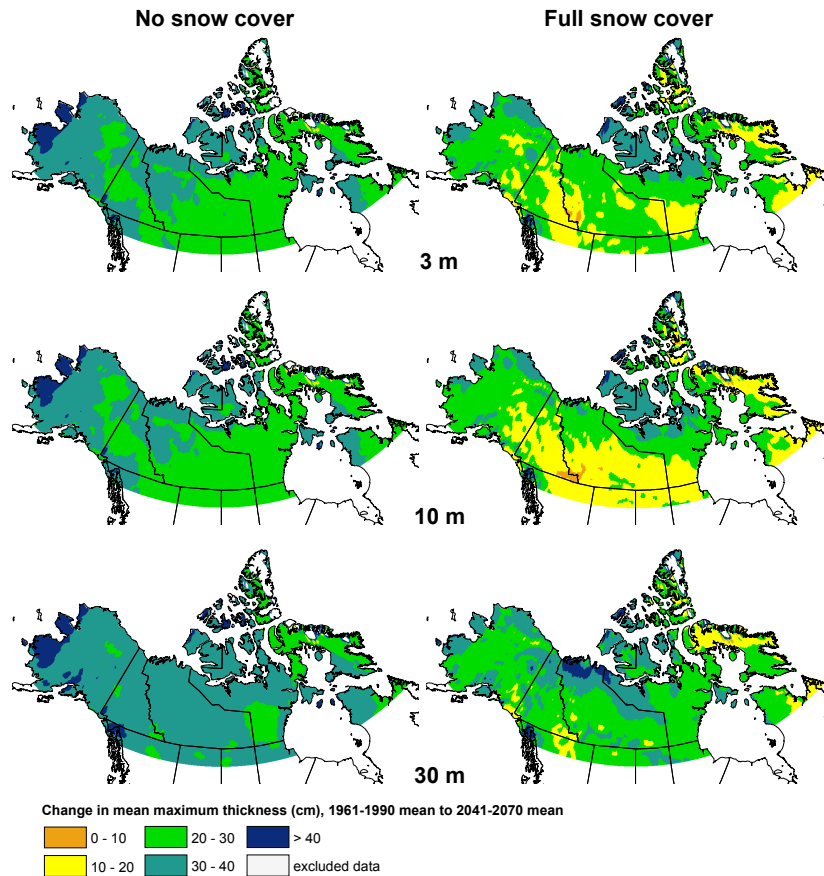 No snow cover
Full snow cover
3 m
10 m
30 m
Change in mean maximum thickness (cm), 1961-1990 mean to 2041-2070 mean
0 - 10
20 - 30
> 40
10 - 20
30 - 40
excluded data